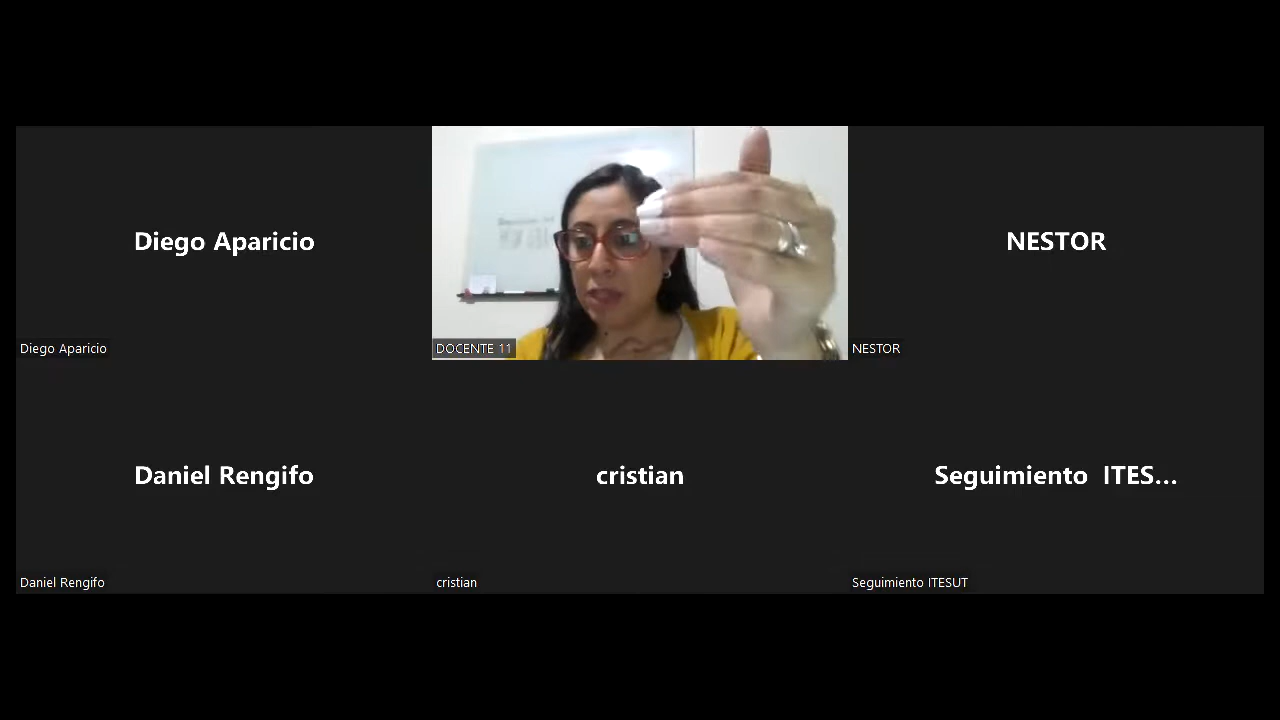 Diego Aparicio
Diego Aparicio
DOCENTE 11
NESTOR
NESTOR
Daniel Rengifo
Daniel Rengifo
cristian
cristian
Seguimiento ITES...
Seguimiento ITESUT